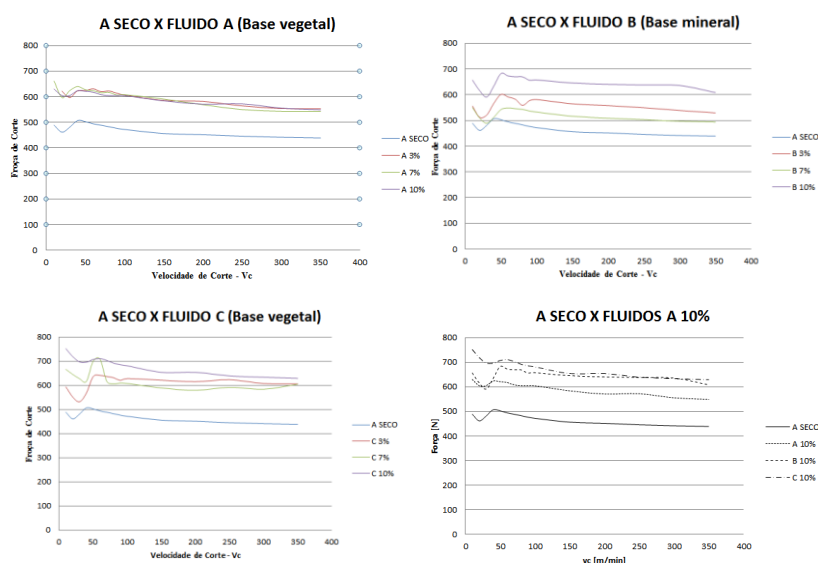 A SECO X FLUIDO A (Base vegetal)
800
700
600
500
400
300
200
100
0
Froça de Corte
0 50 100 150 200 250 300 350 400
Velocidade de Corte - Vc
A SECO
A 3%
A 7%
A 10%
A SECO X FLUIDO B (Base mineral)
800
700
600
500
400
300
200
100
0
Força de Corte
0 50 100 150 200 250 300 350 400
Velocidade de Corte - Vc
A SECO
B 3%
B 7%
B 10%
A SECO X FLUIDO C (Base vegetal)
800
700
600
500
400
300
200
100
0
Froça de Corte
0 50 100 150 200 250 300 350 400
Velocidade de Corte - Vc
A SECO
C 3%
C 7%
C 10%
A SECO X FLUIDOS A 10%
800
700
600
500
400
300
200
100
0
Força [N]
0 50 100 150 200 250 300 350 400
vc [m/min]
A SECO
A 10%
B 10%
C 10%